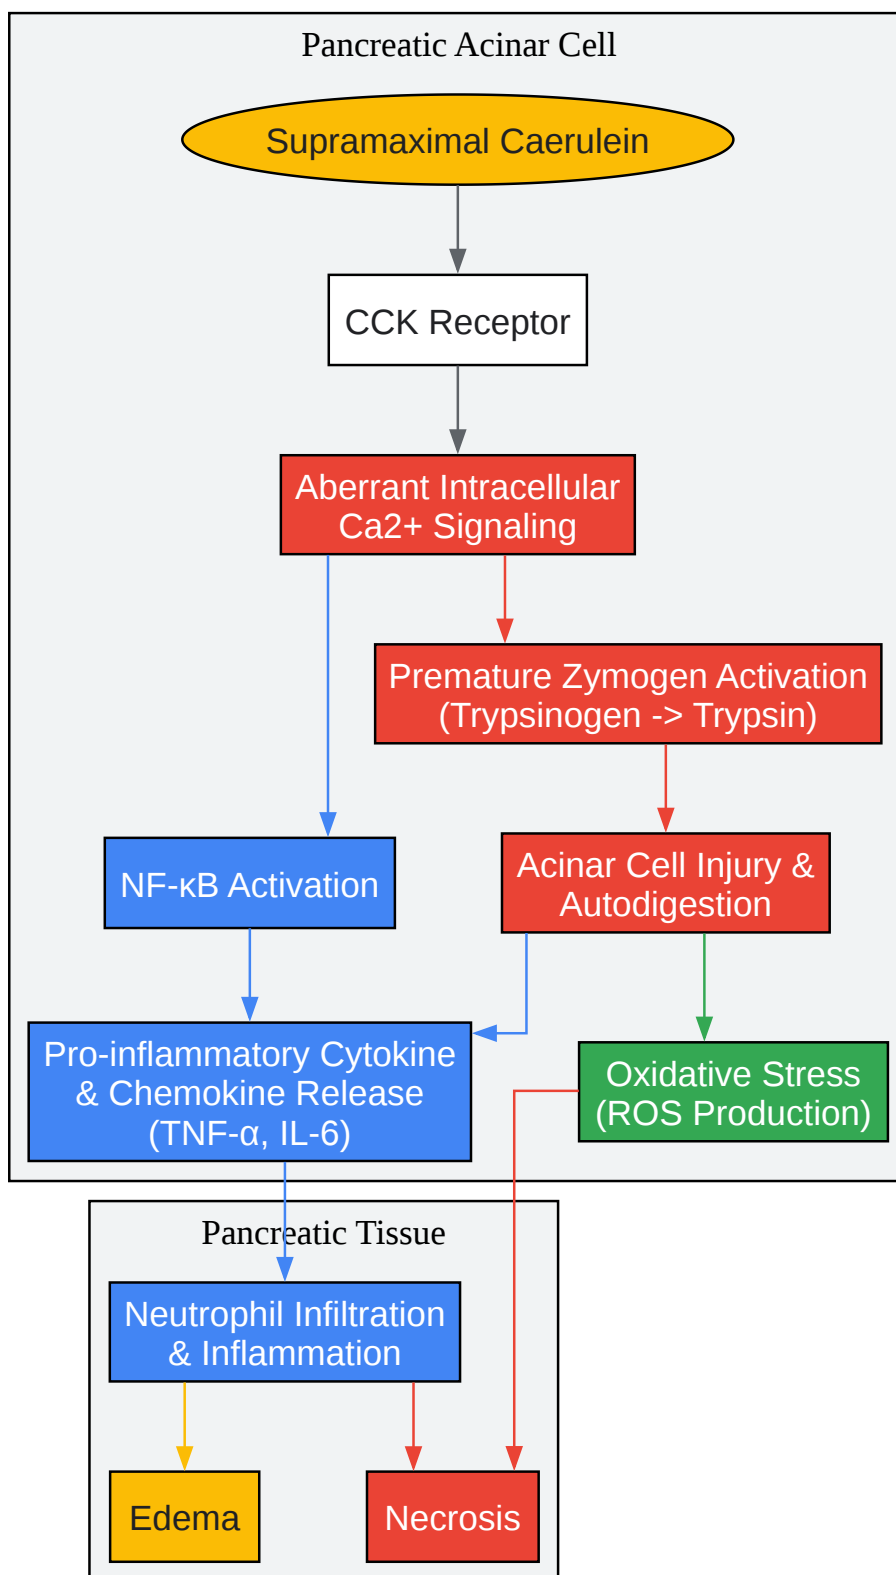 Pancreatic Acinar Cell
Supramaximal Caerulein
CCK Receptor
Aberrant Intracellular
Ca2+ Signaling
Premature Zymogen Activation
(Trypsinogen -> Trypsin)
NF-κB Activation
Acinar Cell Injury &
Autodigestion
Pro-inflammatory Cytokine
& Chemokine Release
(TNF-α, IL-6)
Oxidative Stress
(ROS Production)
Pancreatic Tissue
Neutrophil Infiltration
& Inflammation
Edema
Necrosis